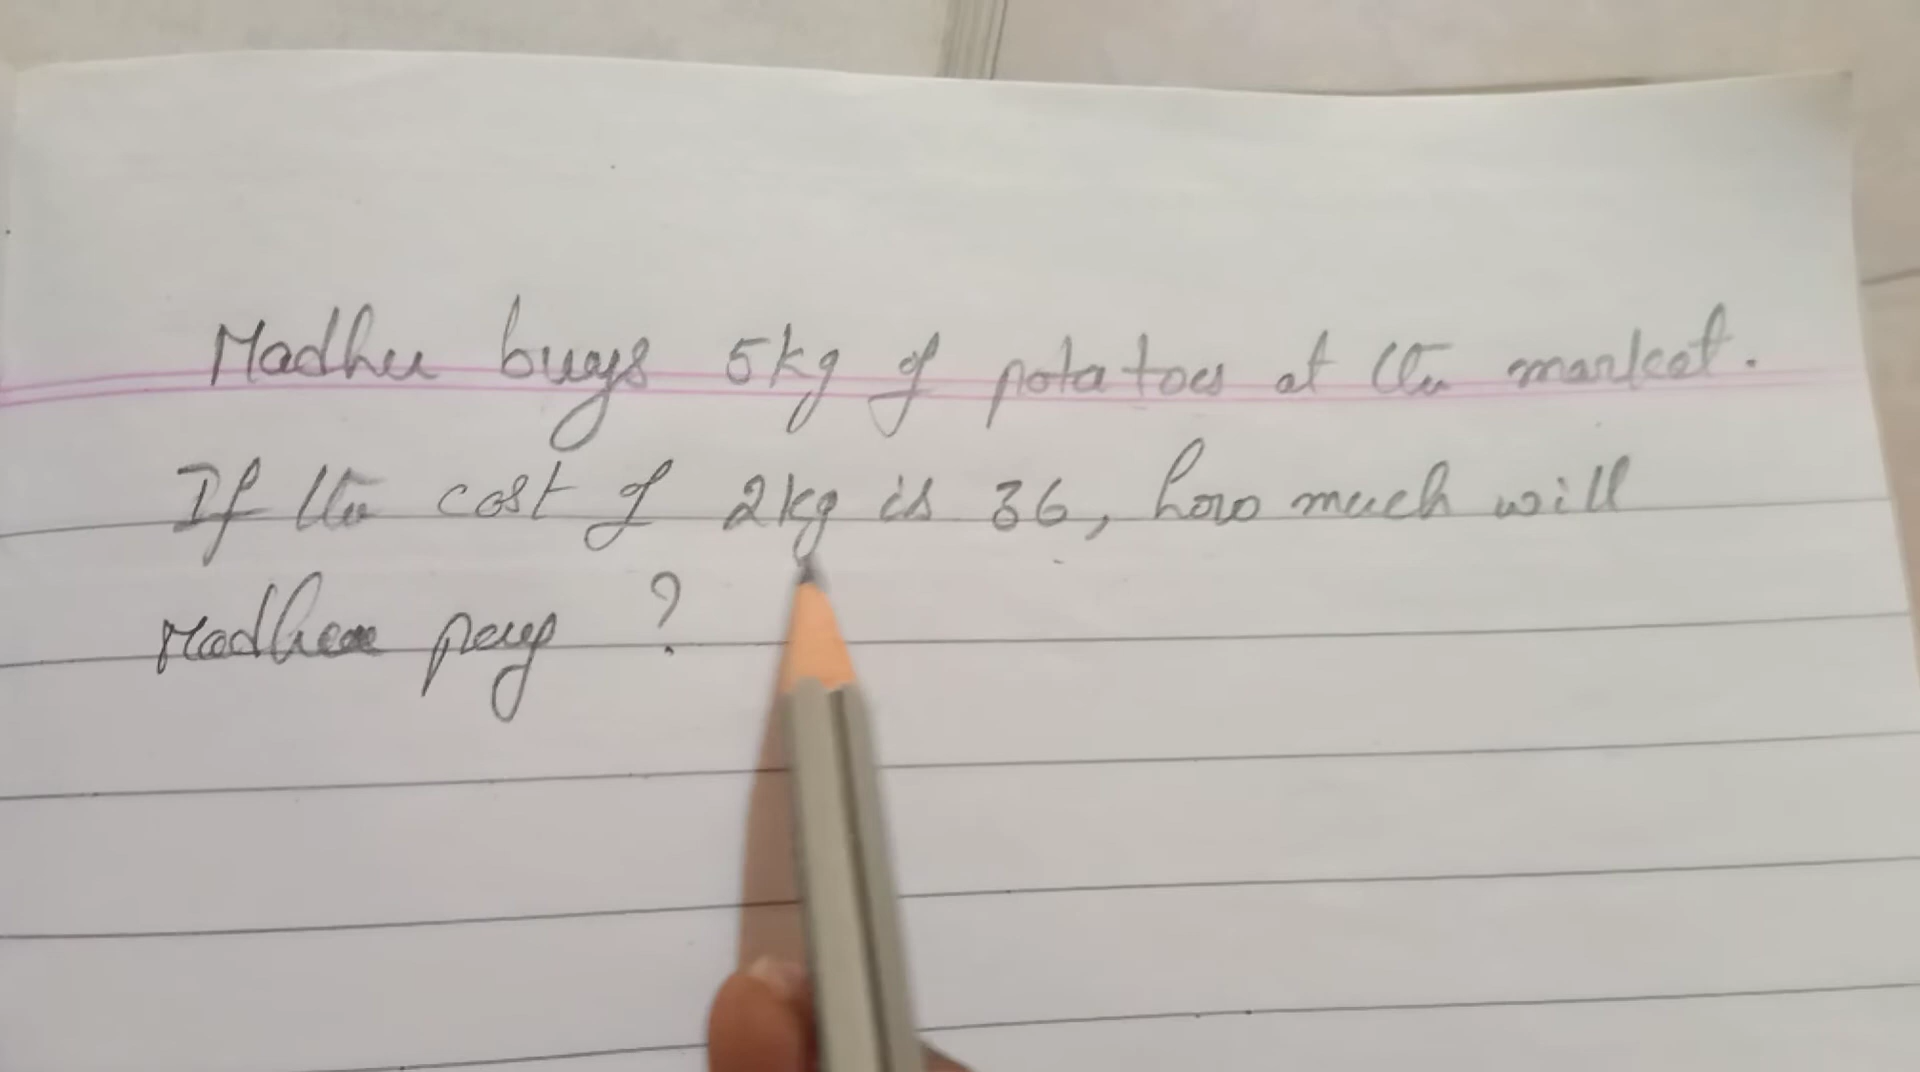 Madhu buys 5kg of potatoes at the market.
If the cost of 2kg is 36, how much will
Madhu pay ?